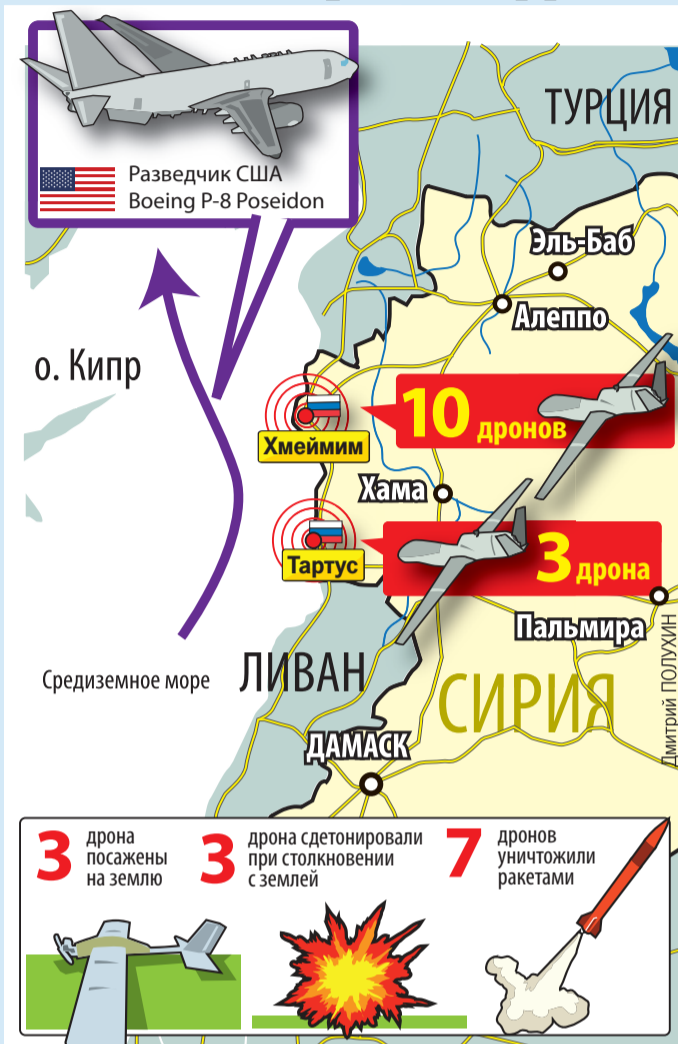 Разведчик США
Boeing P-8 Poseidon
ТУРЦИЯ
Эль-Баб
Алеппо
о. Кипр
10 дронов
Хмеймим
Хама
3 дрона
Тартус
Пальмира
Средиземное море
ЛИВАН
СИРИЯ
ДАМАСК
Дмитрий ПОЛУХИН
3 дрона
посажены
на землю
3 дрона сдетонировали
при столкновении
с землей
7 дронов
уничтожили
ракетами